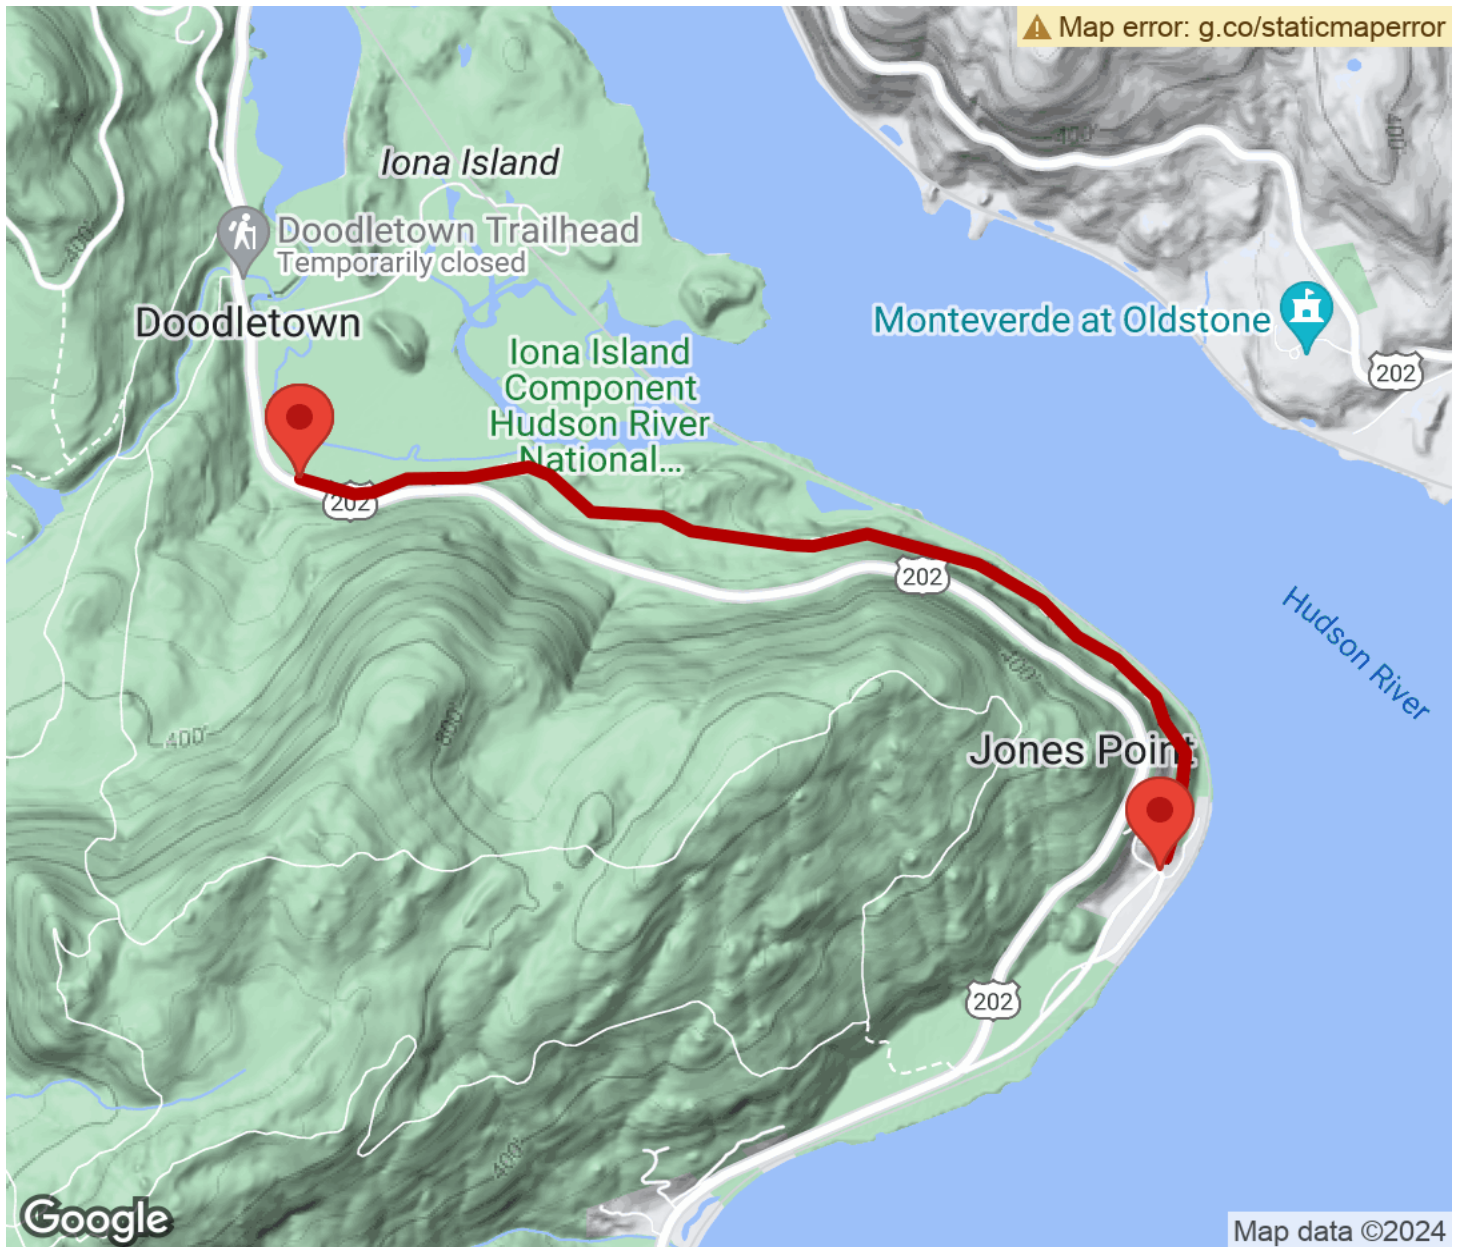 Map error: g.co/staticmaperror
400'
400'
Iona Island
Doodletown Trailhead
Temporarily closed
400'
Doodletown
Monteverde at Oldstone
Iona Island
Component
Hudson River
National...
202
202
202
Hudson River
400'
800'
400'
Jones Point
202
400'
Google
Map data ©2024